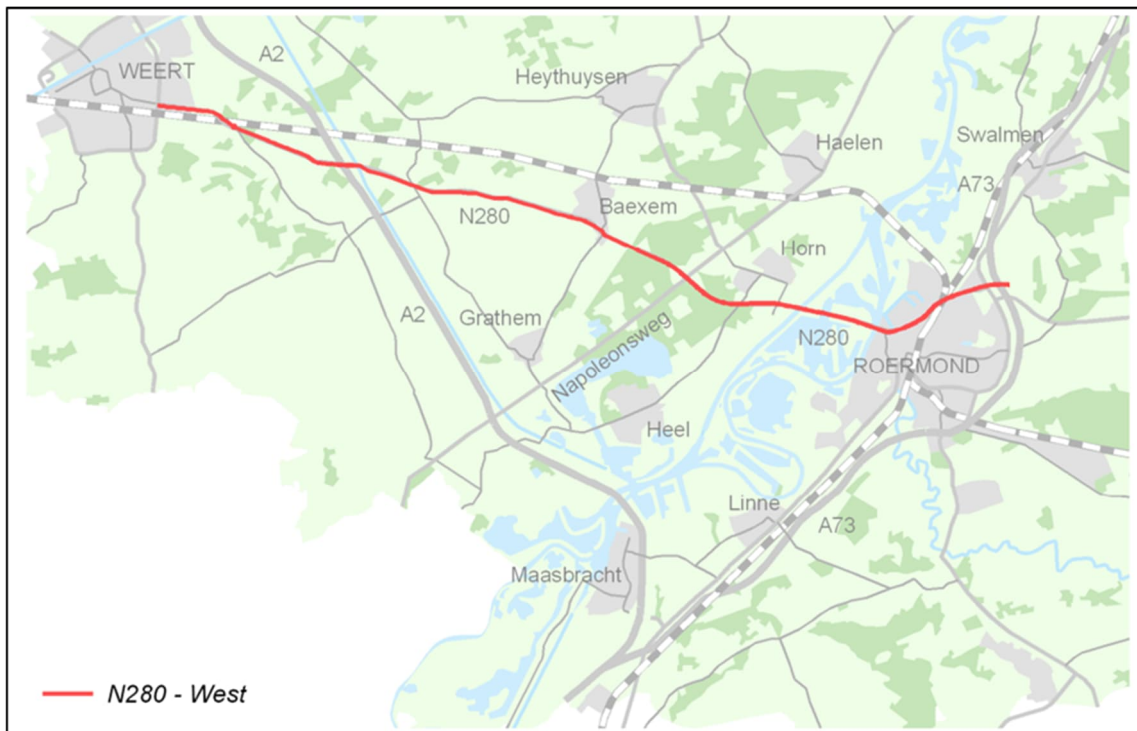 A2
WEERT
Heythuysen
Haelen
Swalmen
A73
Baexem
N280
Horn
A2
Grathem
Napoleonsweg
N280
ROERMOND
Heel
Linne
A73
Maasbracht
N280 - West